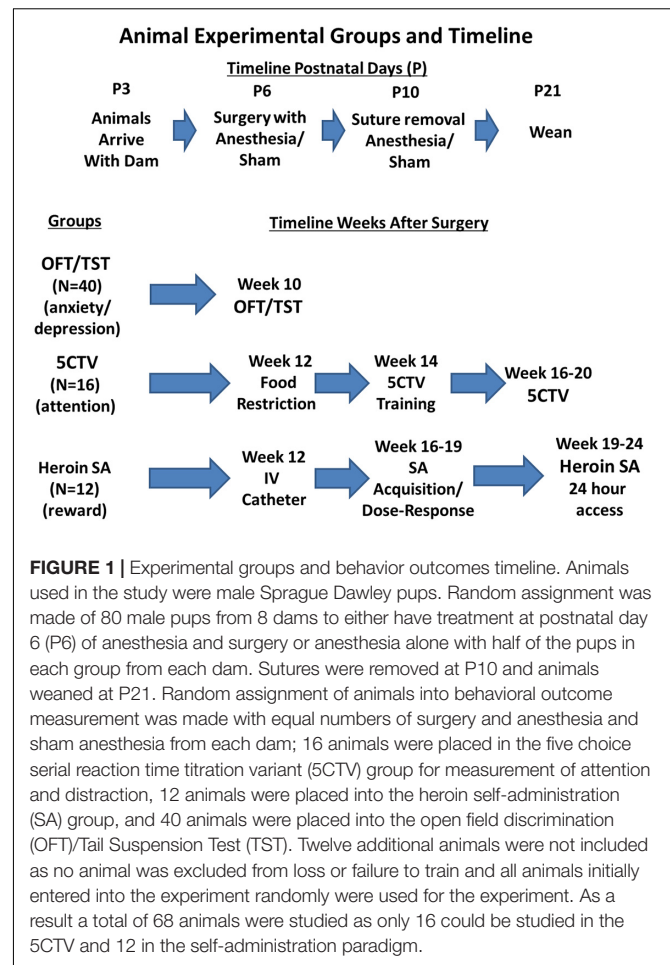 Animal Experimental Groups and Timeline
Timeline Postnatal Days (P)
P3 P6 P10 P21
Animals Arrive With Dam
Surgery with Anesthesia/ Sham
Suture removal Anesthesia/ Sham
Wean
Groups Timeline Weeks After Surgery
OFT/TST
(N=40)
(anxiety/
depression)
Week 10
OFT/TST
5CTV
(N=16)
(attention)
Week 12
Food
Restriction
Week 14
5CTV
Training
Week 16-20
5CTV
Heroin SA
(N=12)
(reward)
Week 12
IV
Catheter
Week 16-19
SA
Acquisition/
Dose-Response
Week 19-24
Heroin SA
24 hour
access
FIGURE 1 | Experimental groups and behavior outcomes timeline. Animals
used in the study were male Sprague Dawley pups. Random assignment was
made of 80 male pups from 8 dams to either have treatment at postnatal day
6 (P6) of anesthesia and surgery or anesthesia alone with half of the pups in
each group from each dam. Sutures were removed at P10 and animals
weaned at P21. Random assignment of animals into behavioral outcome
measurement was made with equal numbers of surgery and anesthesia and
sham anesthesia from each dam; 16 animals were placed in the five choice
serial reaction time titration variant (5CTV) group for measurement of attention
and distraction, 12 animals were placed into the heroin self-administration
(SA) group, and 40 animals were placed into the open field discrimination
(OFT)/Tail Suspension Test (TST). Twelve additional animals were not included
as no animal was excluded from loss or failure to train and all animals initially
entered into the experiment randomly were used for the experiment. As a
result a total of 68 animals were studied as only 16 could be studied in the
5CTV and 12 in the self-administration paradigm.